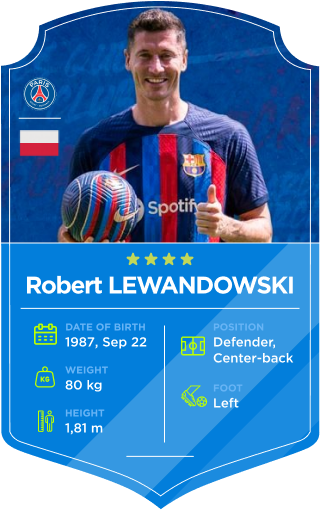 PARIS
Spotify
Robert LEWANDOWSKI
DATE OF BIRTH
1987, Sep 22
WEIGHT
KG
80 kg
HEIGHT
1,81 m
POSITION
Defender,
Center-back
FOOT
Left